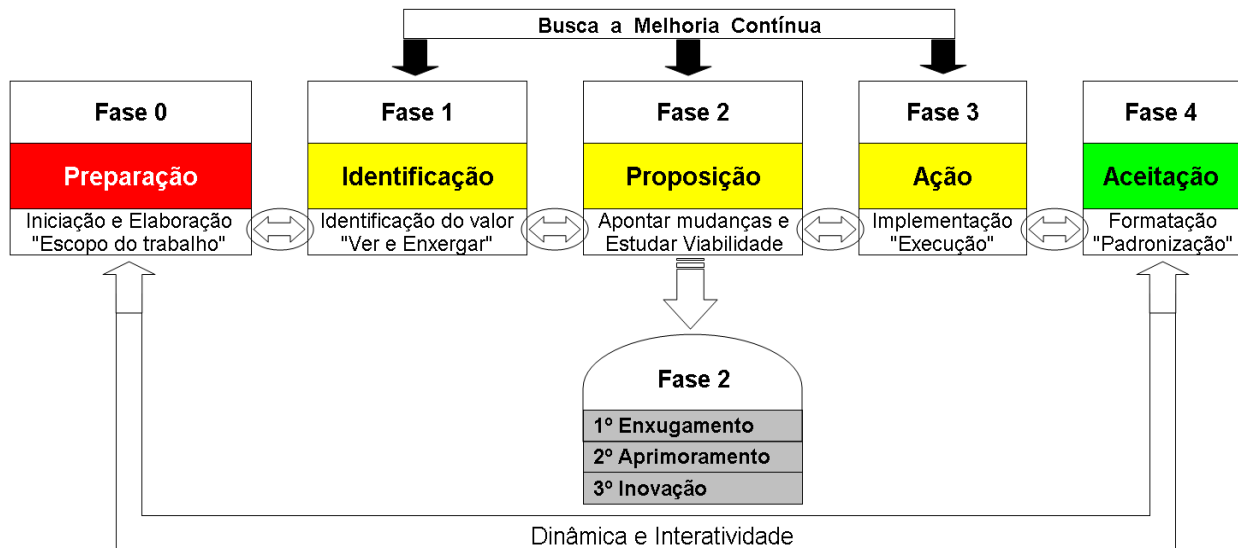 Busca a Melhoria Contínua
Fase 0
Preparação
Iniciação e Elaboração
"Escopo do trabalho"
Fase 1
Identificação
Identificação do valor
"Ver e Enxergar"
Fase 2
Proposição
Apontar mudanças e
Estudar Viabilidade
Fase 3
Ação
Implementação
"Execução"
Fase 4
Aceitação
Formatação
"Padronização"
Fase 2
1º Enxugamento
2º Aprimoramento
3º Inovação
Dinâmica e Interatividade